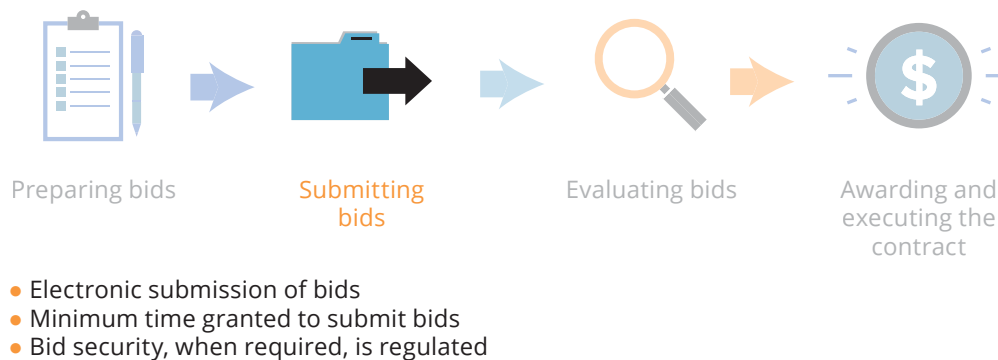 $
Preparing bids
Submitting
bids
Evaluating bids
Awarding and
executing the
contract
• Electronic submission of bids
• Minimum time granted to submit bids
• Bid security, when required, is regulated